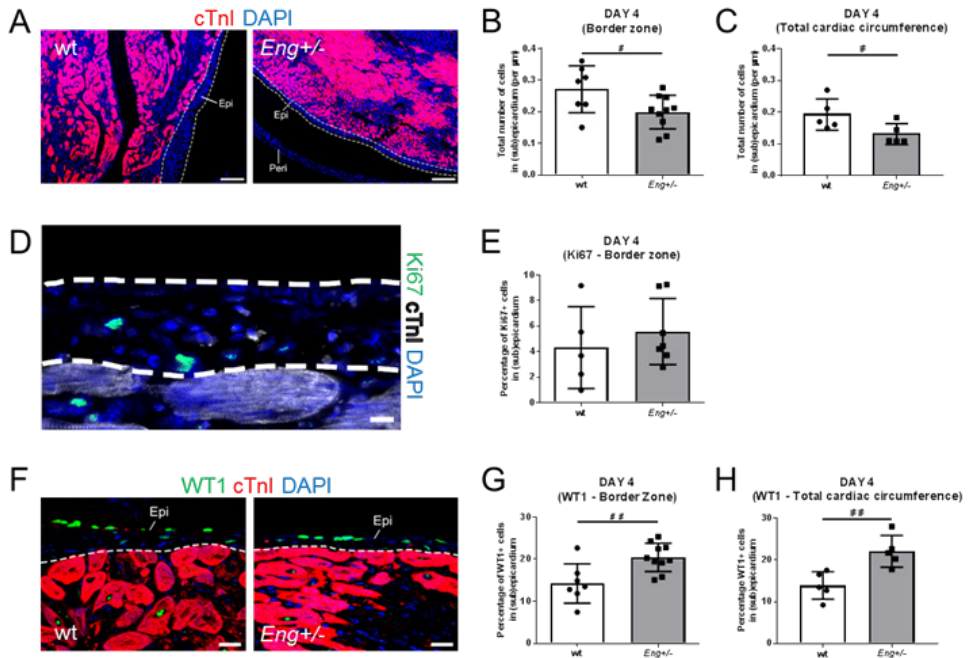 A
cTnI DAPI
wt
Epi
Eng+/-
Epi
Peri
B
DAY 4
(Border zone)
#
Total number of cells
in (sub)epicardium (per µm)
0.4
0.3
0.2
0.1
0.0
wt
Eng+/-
C
DAY 4
(Total cardiac circumference)
#
Total number of cells
in (sub)epicardium (per µm)
0.4
0.3
0.2
0.1
0.0
wt
Eng+/-
D
Ki67 cTnI DAPI
E
DAY 4
(Ki67 - Border zone)
Percentage of Ki67+ cells
in (sub)epicardium
10
8
6
4
2
0
wt
Eng+/-
F
WT1 cTnI DAPI
Epi
wt
Epi
Eng+/-
G
DAY 4
(WT1 - Border Zone)
##
Percentage of WT1+ cells
in (sub)epicardium
30
20
10
0
wt
Eng+/-
H
DAY 4
(WT1 - Total cardiac circumference)
##
Percentage WT1+ cells
in (sub)epicardium
30
20
10
0
wt
Eng+/-